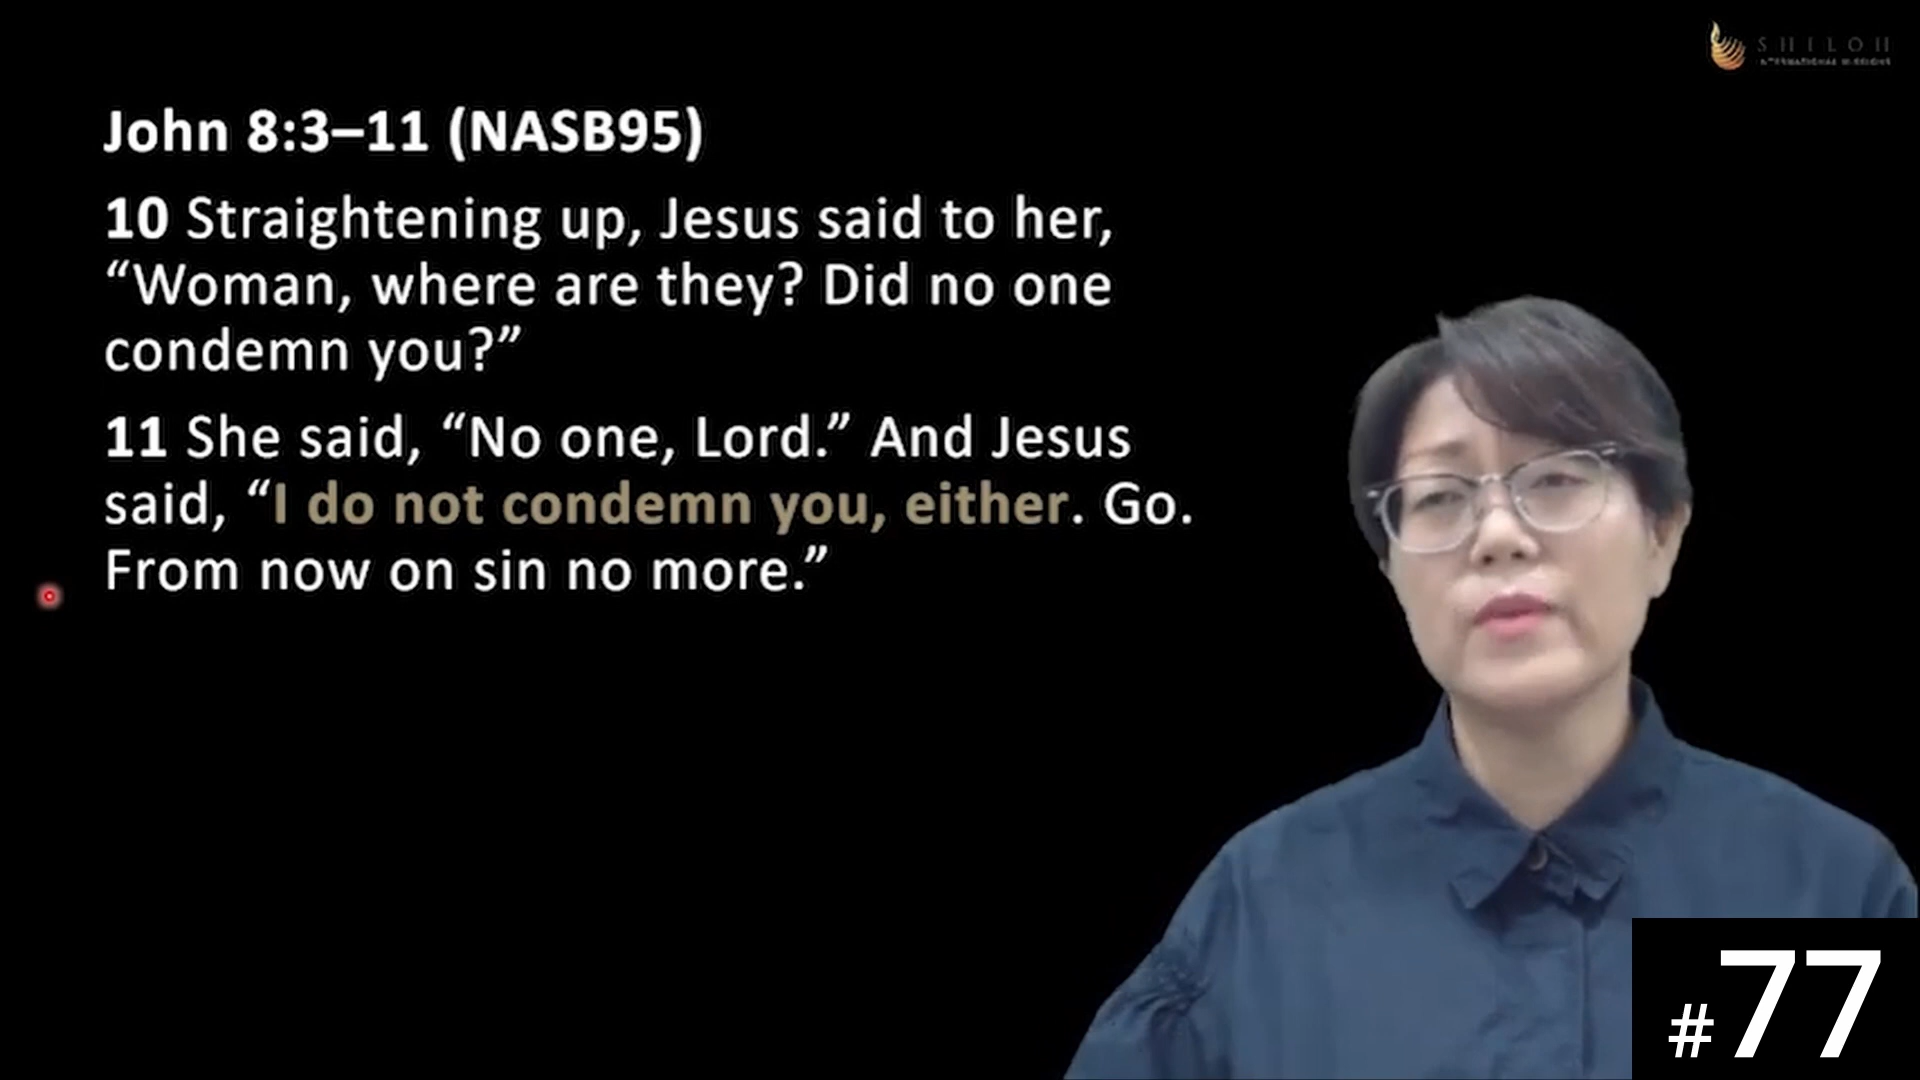 SHILOH
INTERNATIONAL MISSIONS
John 8:3–11 (NASB95)
10 Straightening up, Jesus said to her,
“Woman, where are they? Did no one
condemn you?”
11 She said, “No one, Lord.” And Jesus
said, “I do not condemn you, either. Go.
From now on sin no more.”
#77